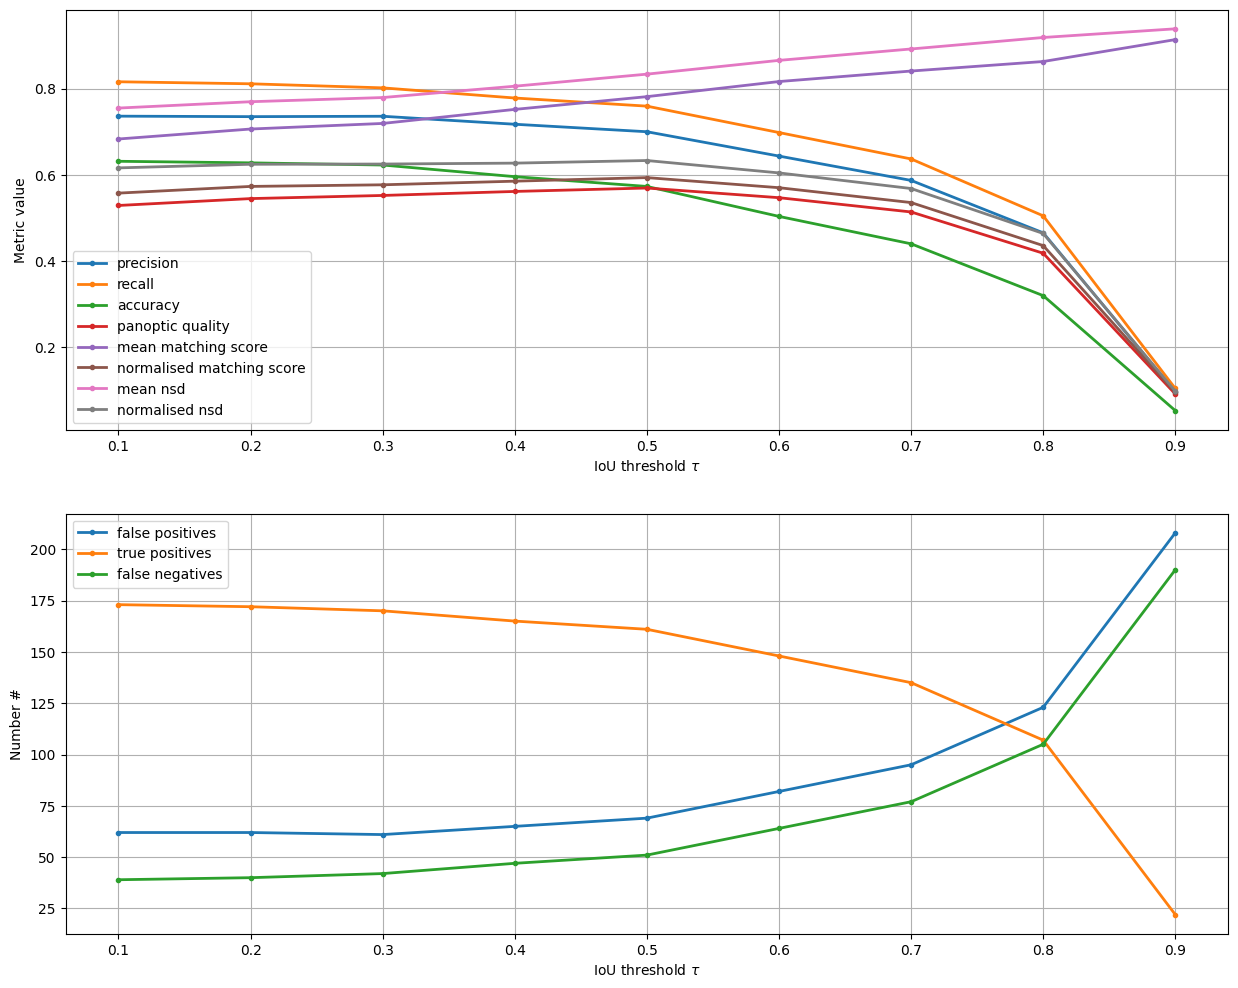 0.8
0.6
0.4
0.2
Metric value
precision
recall
accuracy
panoptic quality
mean matching score
normalised matching score
mean nsd
normalised nsd
0.1 0.2 0.3 0.4 0.5 0.6 0.7 0.8 0.9
IoU threshold τ
200
175
150
125
100
75
50
25
Number #
false positives
true positives
false negatives
0.1 0.2 0.3 0.4 0.5 0.6 0.7 0.8 0.9
IoU threshold τ